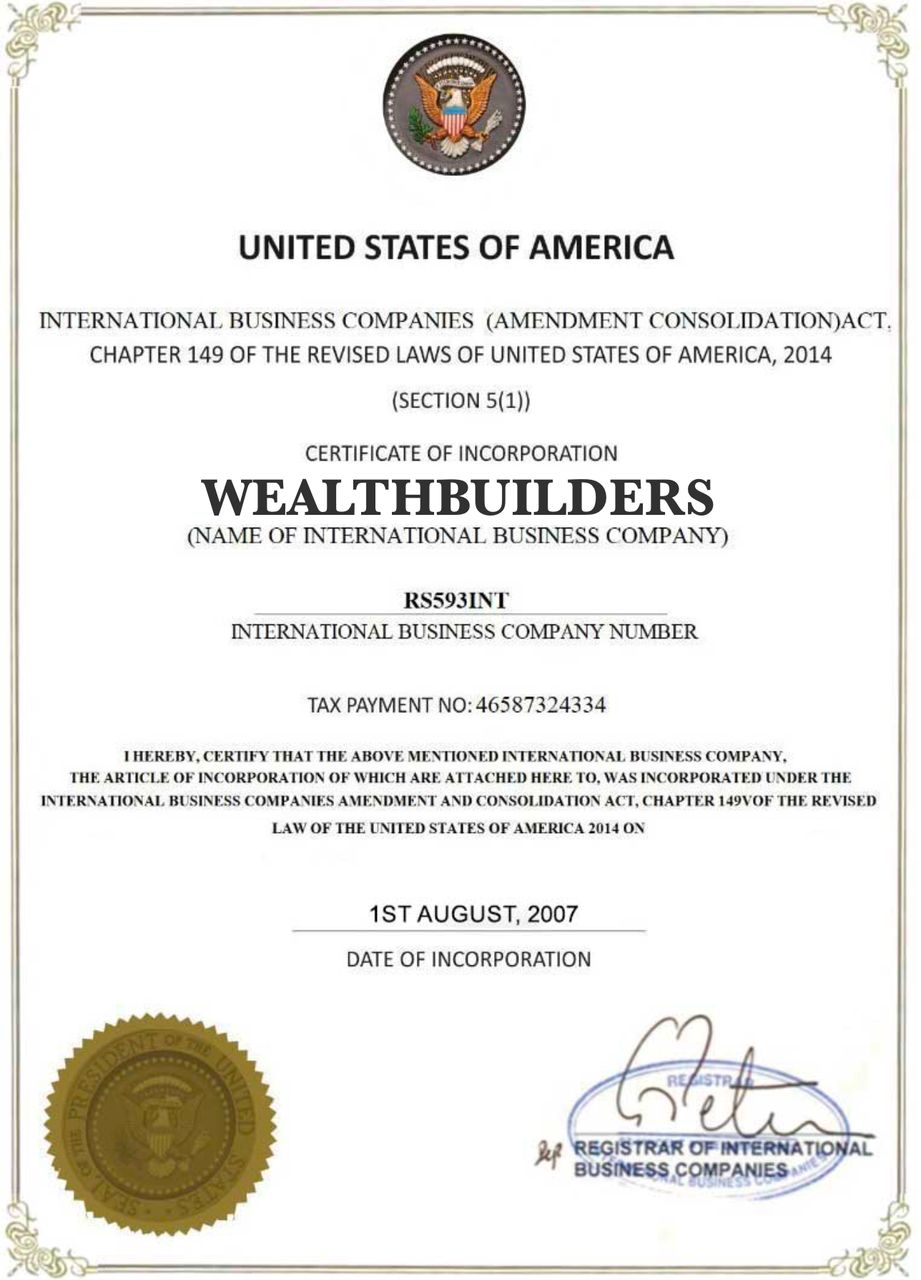 UNITED STATES OF AMERICA
INTERNATIONAL BUSINESS COMPANIES (AMENDMENT CONSOLIDATION)ACT,
CHAPTER 149 OF THE REVISED LAWS OF UNITED STATES OF AMERICA, 2014
(SECTION 5(1))
CERTIFICATE OF INCORPORATION
WEALTHBUILDERS
(NAME OF INTERNATIONAL BUSINESS COMPANY)
RS593INT
INTERNATIONAL BUSINESS COMPANY NUMBER
TAX PAYMENT NO: 46587324334
I HEREBY, CERTIFY THAT THE ABOVE MENTIONED INTERNATIONAL BUSINESS COMPANY,
THE ARTICLE OF INCORPORATION OF WHICH ARE ATTACHED HERE TO, WAS INCORPORATED UNDER THE
INTERNATIONAL BUSINESS COMPANIES AMENDMENT AND CONSOLIDATION ACT, CHAPTER 149VOF THE REVISED
LAW OF THE UNITED STATES OF AMERICA 2014 ON
1ST AUGUST, 2007
DATE OF INCORPORATION
SEAL OF THE PRESIDENT OF THE UNITED STATES
REGISTRAR OF INTERNATIONAL
BUSINESS COMPANIES